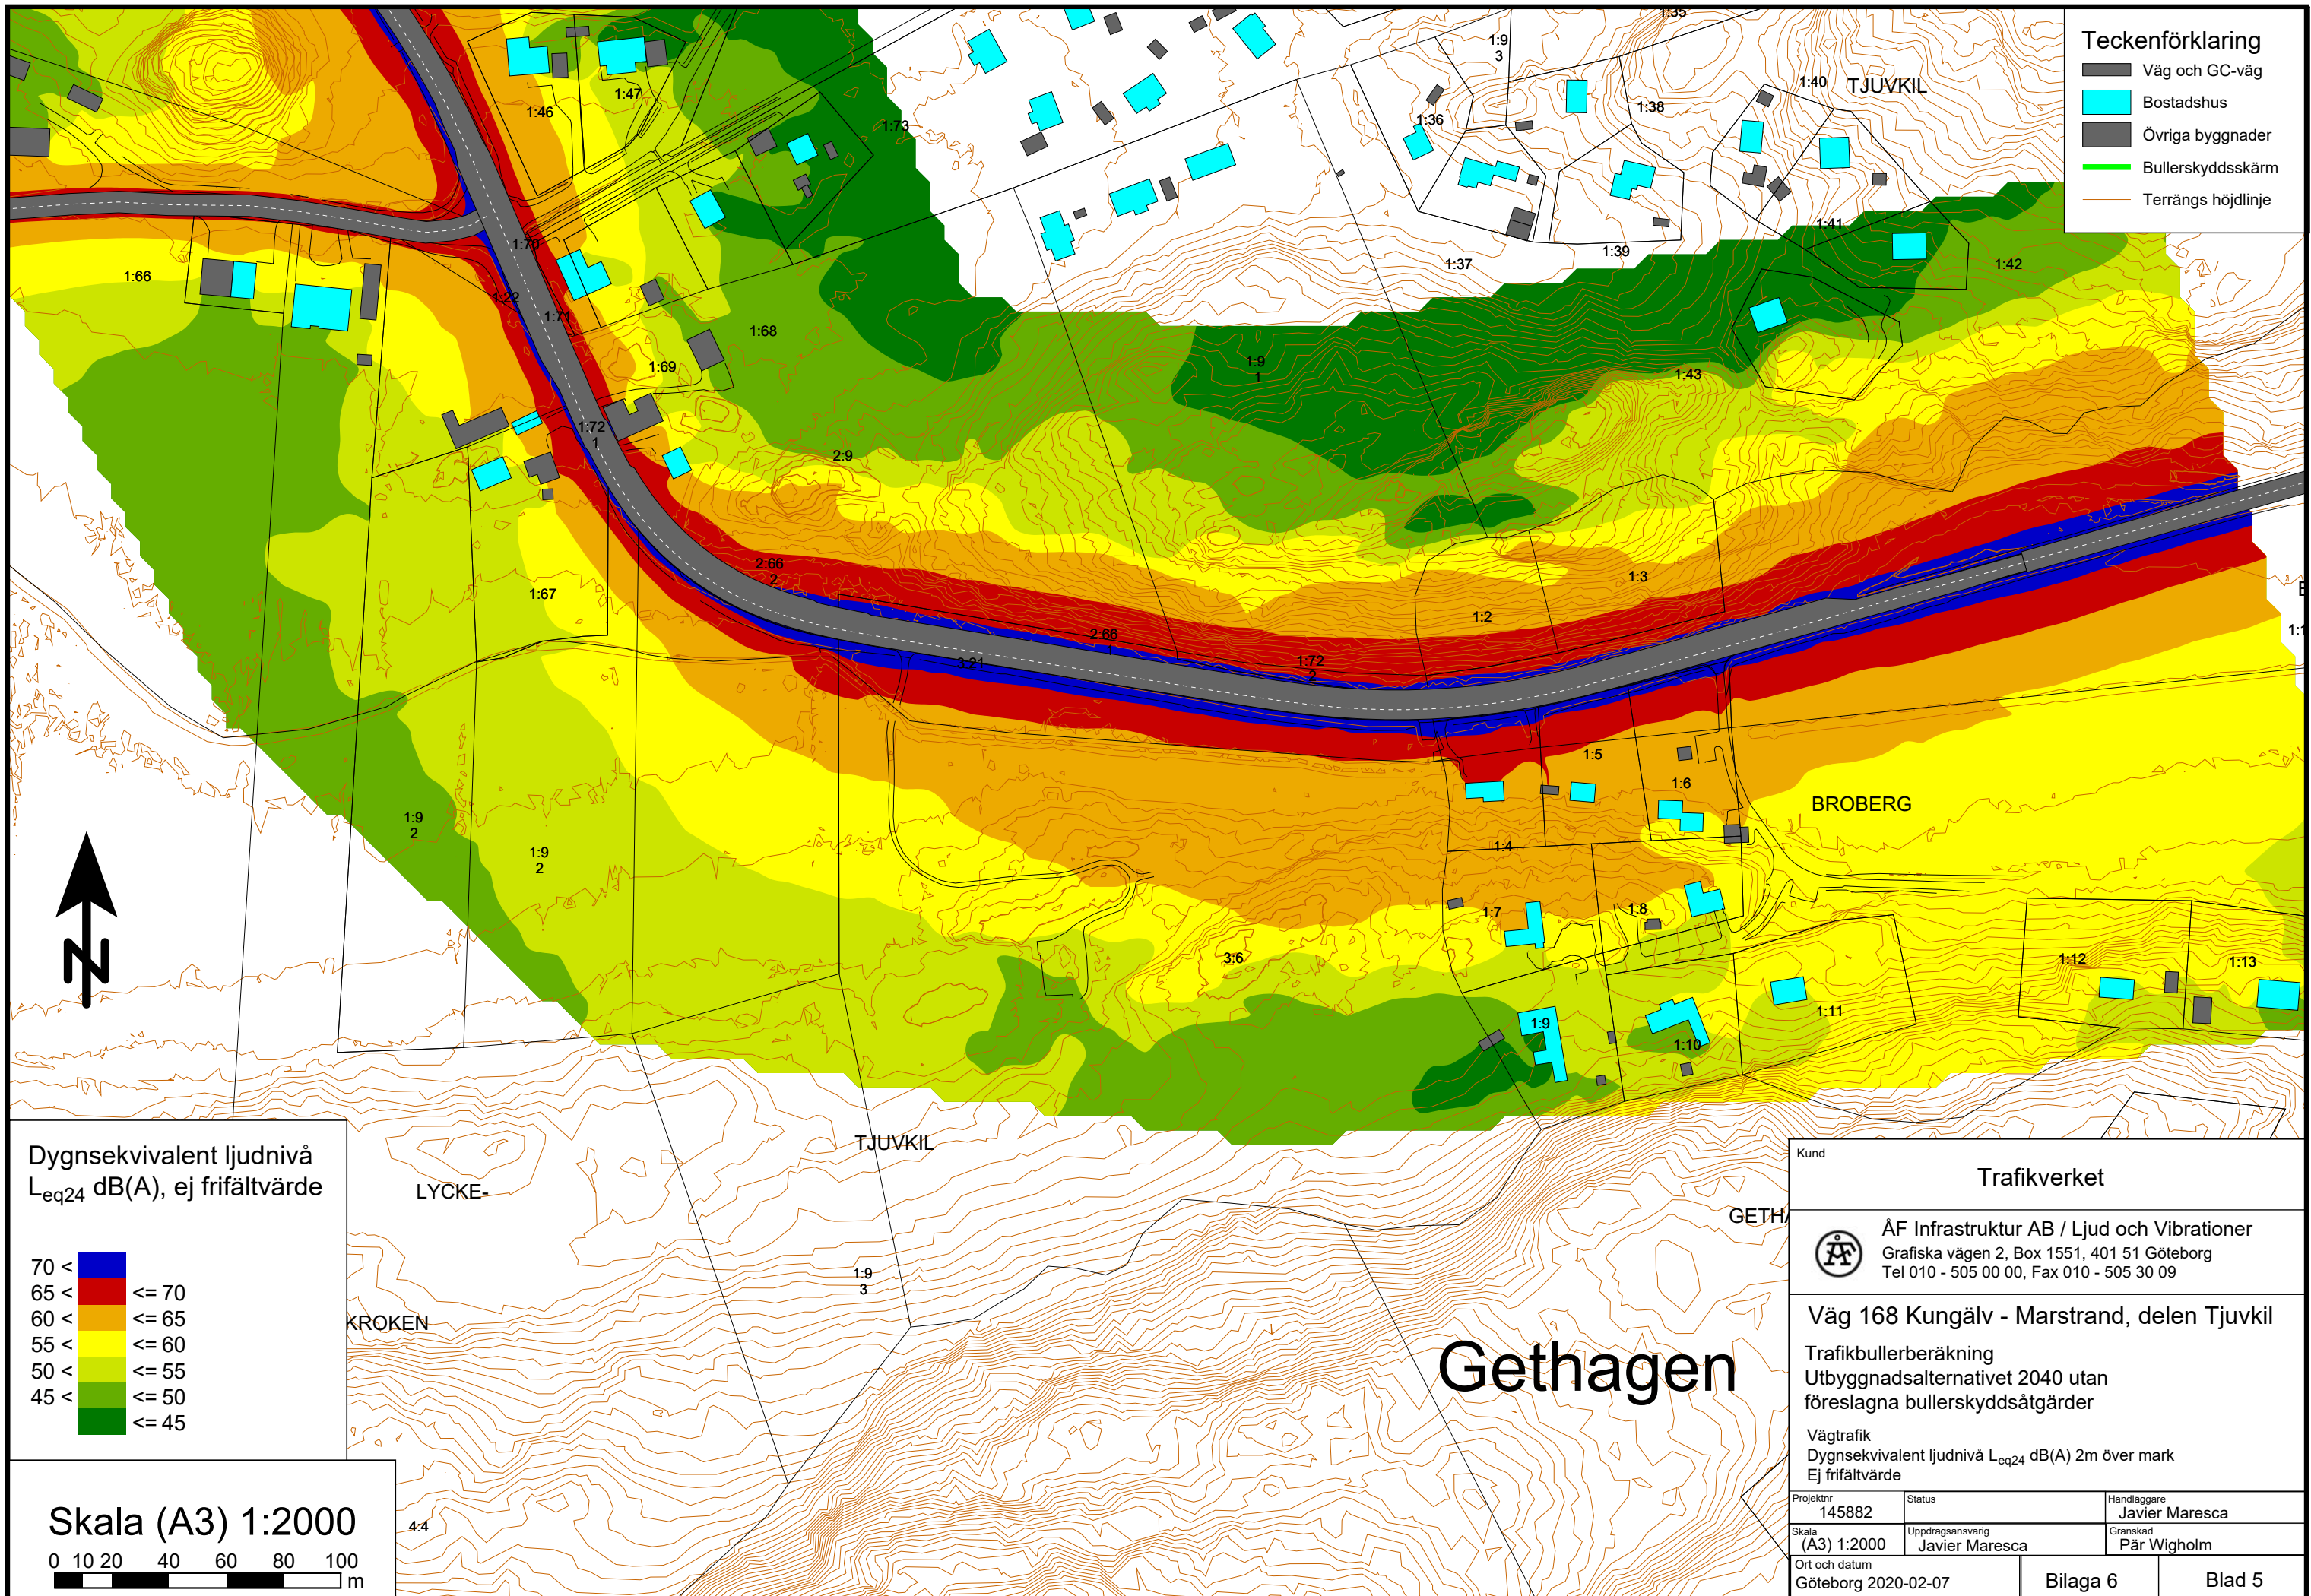 Teckenförklaring
Väg och GC-väg
Bostadshus
Övriga byggnader
Bullerskyddsskärm
Terrängs höjdlinje
1:35
1:9
3
1:40
TJUVKIL
1:38
1:36
1:47
1:46
1:73
1:41
1:39
1:37
1:42
1:70
1:66
1:22
1:71
1:68
1:69
1:9
1
1:43
1:72
1
2:9
2:66
2
1:3
1:67
1:2
2:66
1
3:21
1:72
2
1:1
1:5
1:6
BROBERG
1:9
2
1:4
1:9
2
1:7
1:8
3:6
1:12
1:13
1:11
1:9
1:10
N
TJUVKIL
LYCKE-
KROKEN
1:9
3
GETHA
Gethagen
4:4
Dygnsekvivalent ljudnivå
Leq24 dB(A), ej frifältvärde
70 <
65 < <= 70
60 < <= 65
55 < <= 60
50 < <= 55
45 < <= 50
<= 45
Skala (A3) 1:2000
0 10 20 40 60 80 100
m
Kund
Trafikverket
ÅF
ÅF Infrastruktur AB / Ljud och Vibrationer
Grafiska vägen 2, Box 1551, 401 51 Göteborg
Tel 010 - 505 00 00, Fax 010 - 505 30 09
Väg 168 Kungälv - Marstrand, delen Tjuvkil
Trafikbullerberäkning
Utbyggnadsalternativet 2040 utan
föreslagna bullerskyddsåtgärder
Vägtrafik
Dygnsekvivalent ljudnivå Leq24 dB(A) 2m över mark
Ej frifältvärde
Projektnr
145882
Status
Handläggare
Javier Maresca
Skala
(A3) 1:2000
Uppdragsansvarig
Javier Maresca
Granskad
Pär Wigholm
Ort och datum
Göteborg 2020-02-07
Bilaga 6
Blad 5